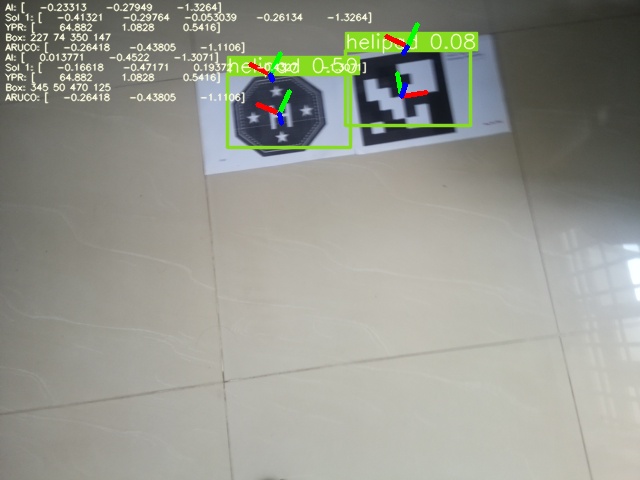 AI: [ -0.23313 -0.27949 -1.3264]
Sol 1: [ -0.41321 -0.29764 -0.053039 -0.26134 -1.3264]
YPR: 64.882 1.0828 0.5416]
Box: 227 74 350 147
ARUCO: [ -0.26418 -0.43805 -1.1106]
AI: [ 0.013771 -0.4522 -1.3071]
Sol 1: [ -0.16618 -0.47171
YPR: [ 64.882 1.0828 0.5416]
Box: 345 50 470 125
ARUCO: [ -0.26418 -0.43805 -1.1106]
helipad 0.08
helipad
H